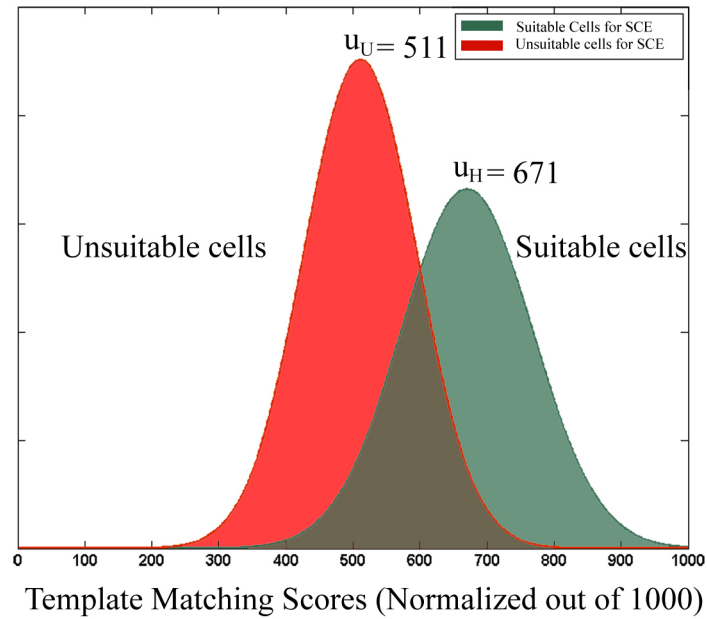 Suitable Cells for SCE
Unsuitable cells for SCE
uU= 511
uH= 671
Unsuitable cells
Suitable cells
0 100 200 300 400 500 600 700 800 900 1000
Template Matching Scores (Normalized out of 1000)